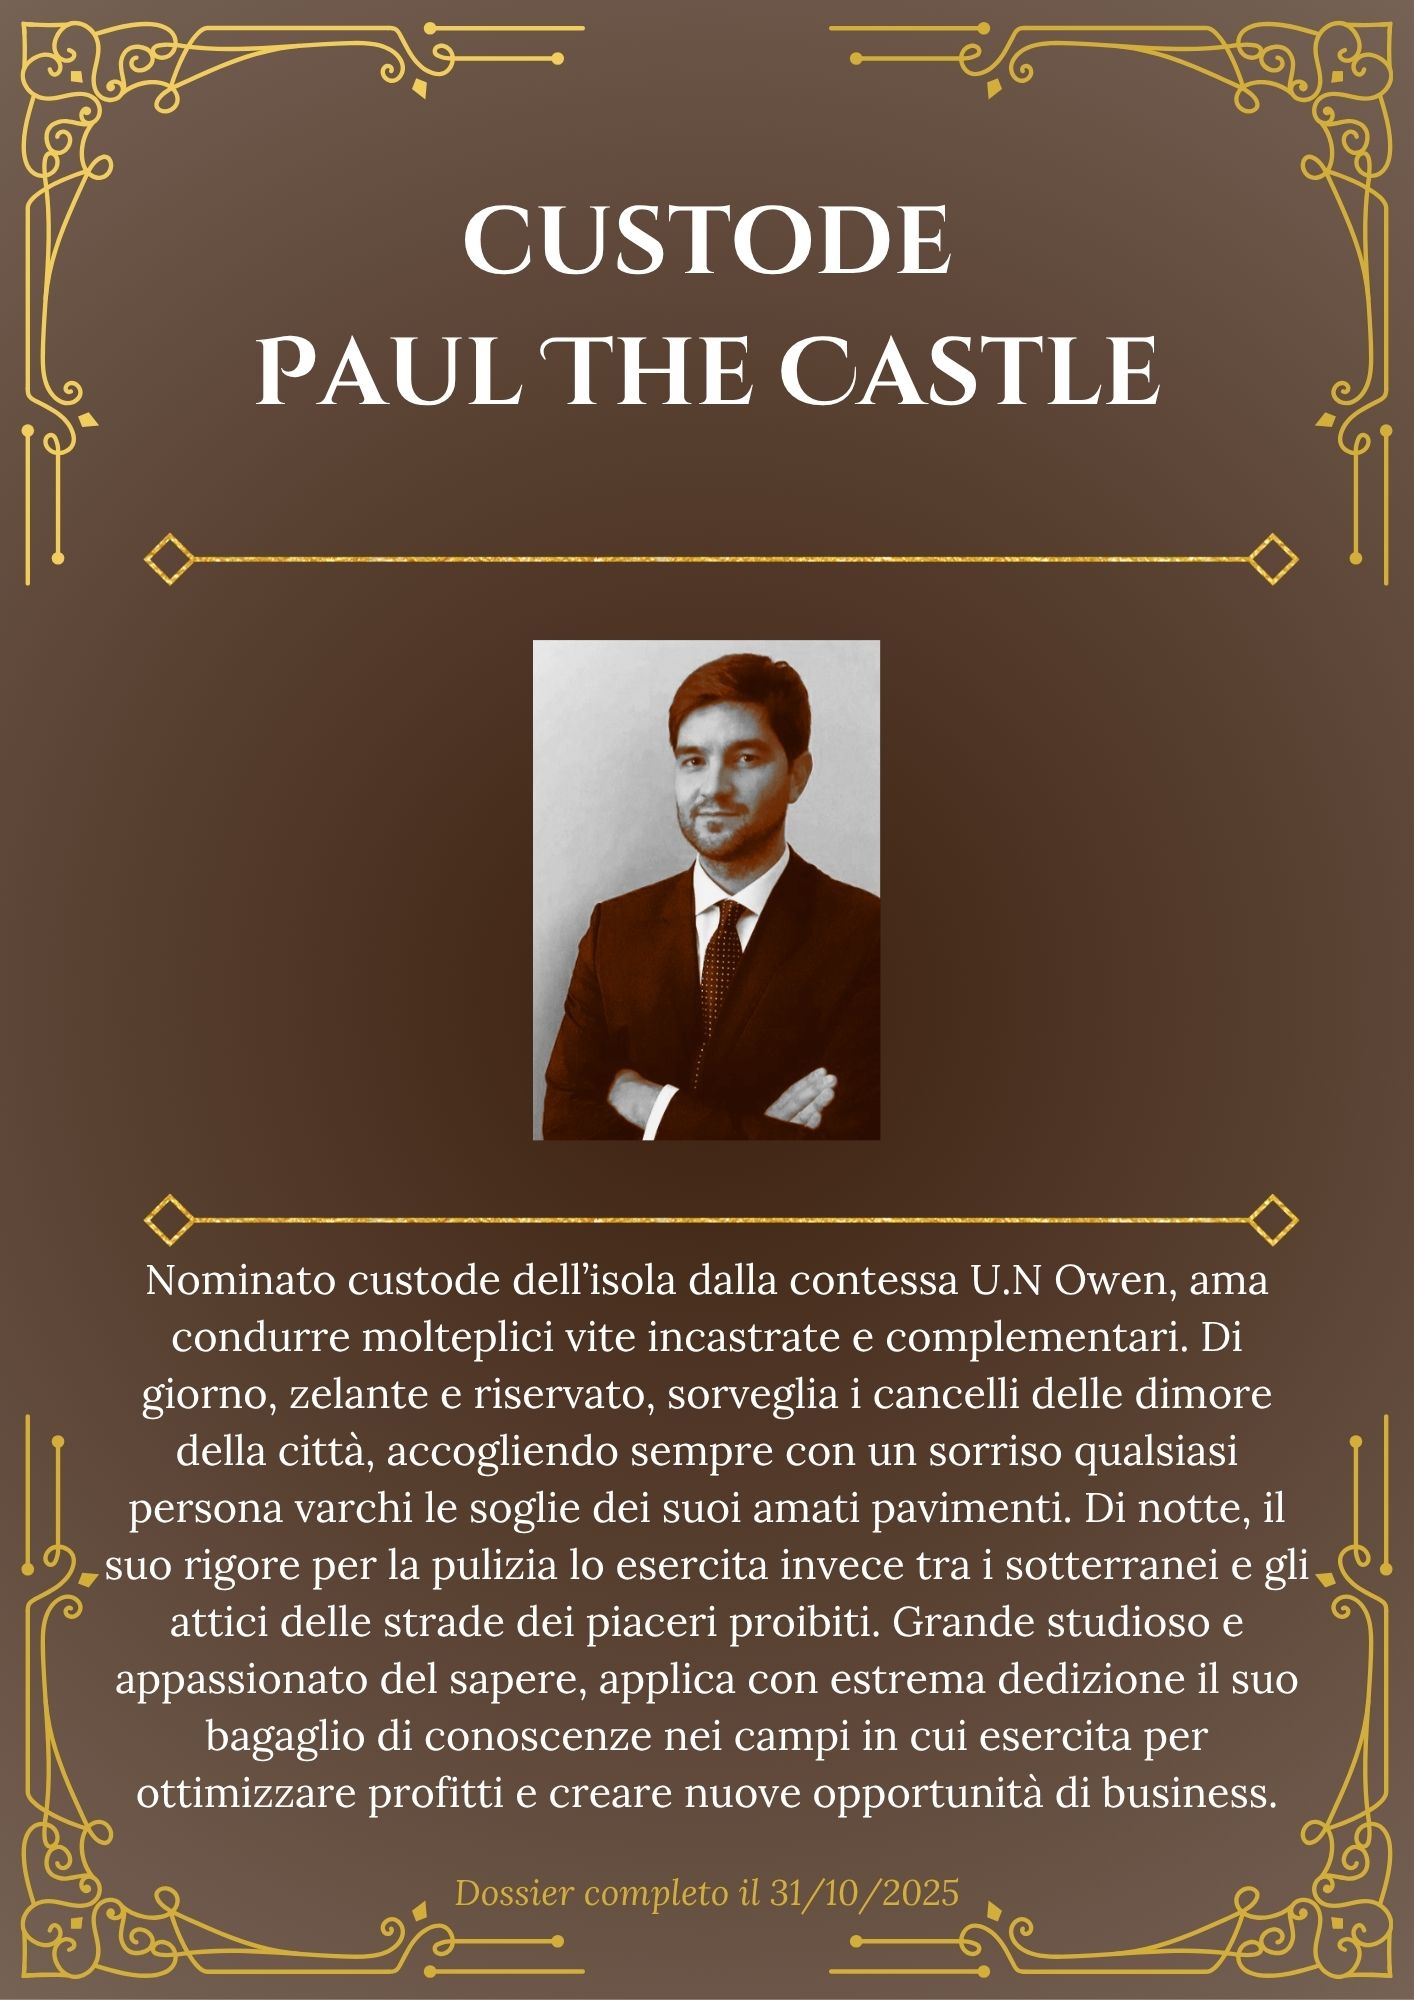 CUSTODE
PAUL THE CASTLE
Nominato custode dell’isola dalla contessa U.N Owen, ama
condurre molteplici vite incastrate e complementari. Di
giorno, zelante e riservato, sorveglia i cancelli delle dimore
della città, accogliendo sempre con un sorriso qualsiasi
persona varchi le soglie dei suoi amati pavimenti. Di notte, il
suo rigore per la pulizia lo esercita invece tra i sotterranei e gli
attici delle strade dei piaceri proibiti. Grande studioso e
appassionato del sapere, applica con estrema dedizione il suo
bagaglio di conoscenze nei campi in cui esercita per
ottimizzare profitti e creare nuove opportunità di business.
Dossier completo il 31/10/2025